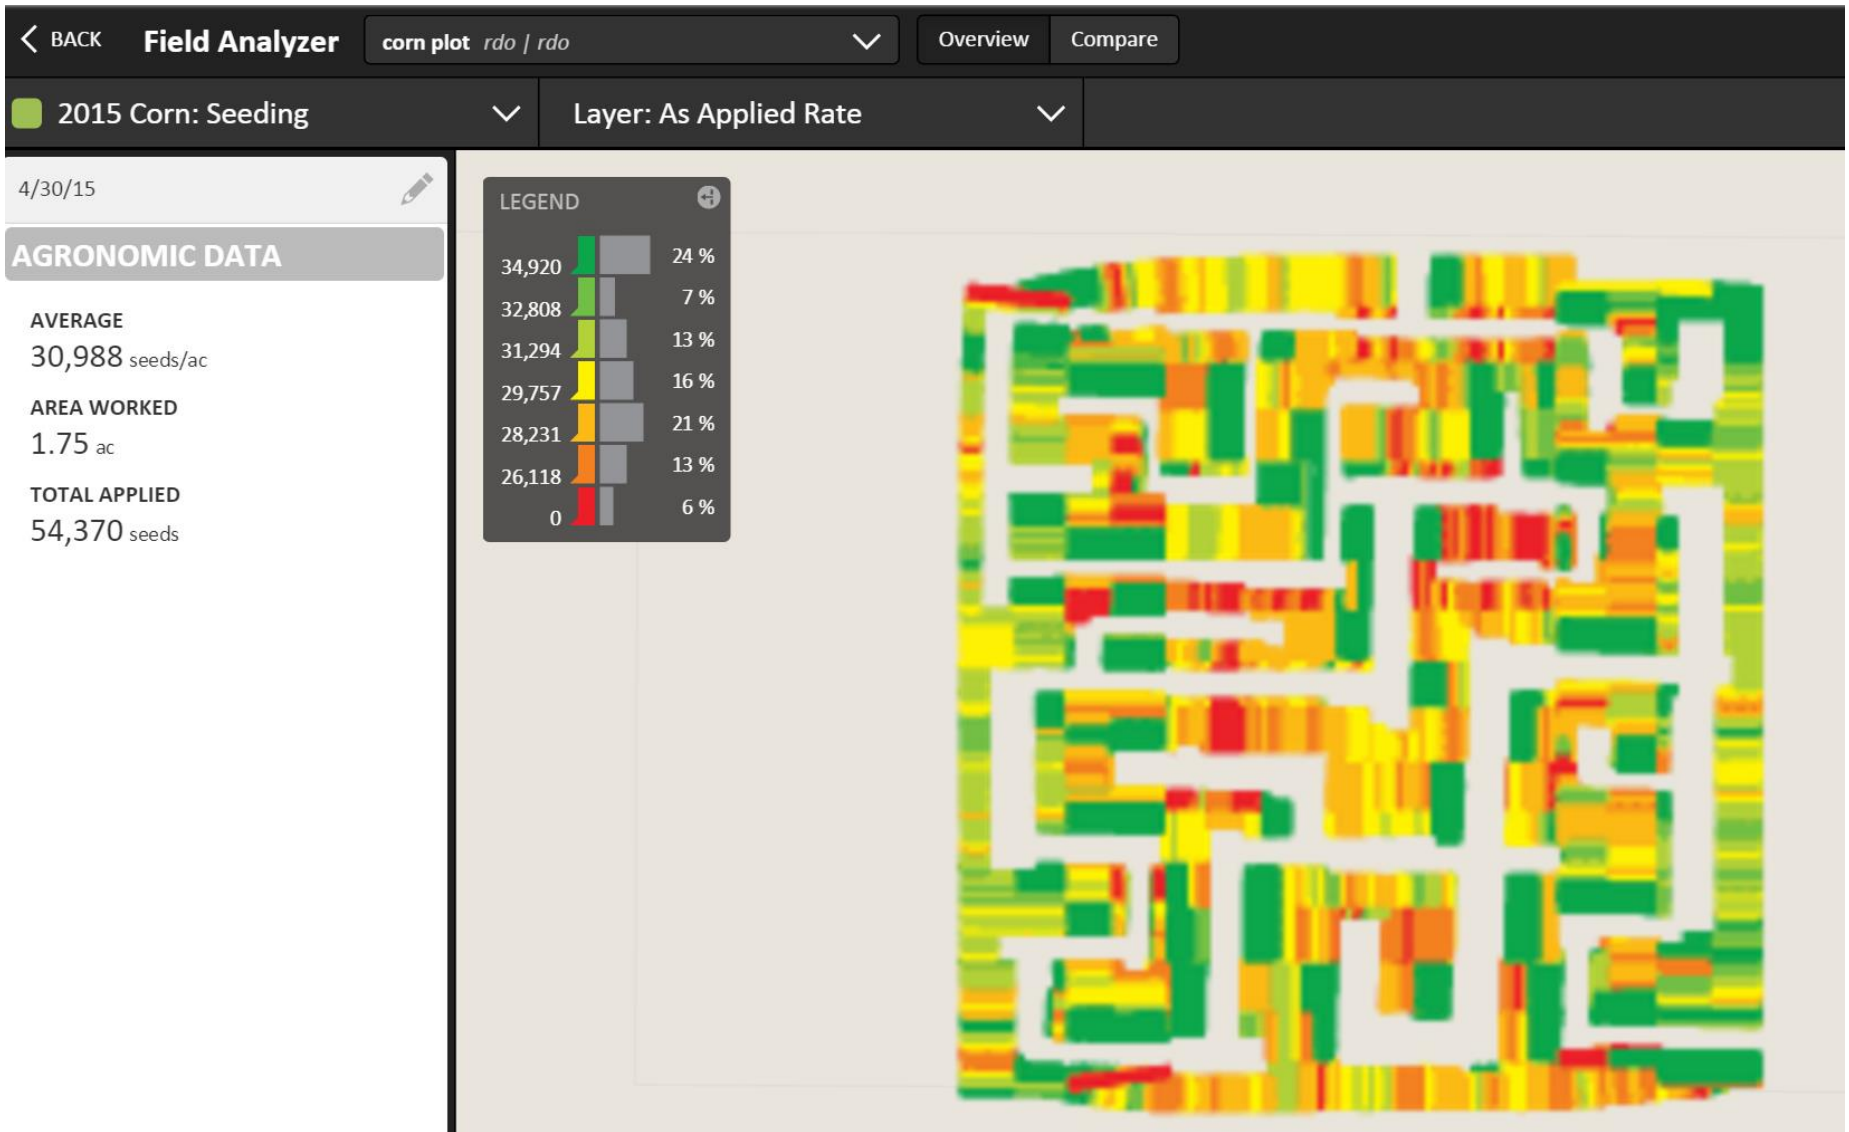 BACK Field Analyzer corn plot rdo | rdo Overview Compare
2015 Corn: Seeding Layer: As Applied Rate
4/30/15
AGRONOMIC DATA
AVERAGE
30,988 seeds/ac
AREA WORKED
1.75 ac
TOTAL APPLIED
54,370 seeds
LEGEND
34,920 24 %
32,808 7 %
31,294 13 %
29,757 16 %
28,231 21 %
26,118 13 %
0 6 %